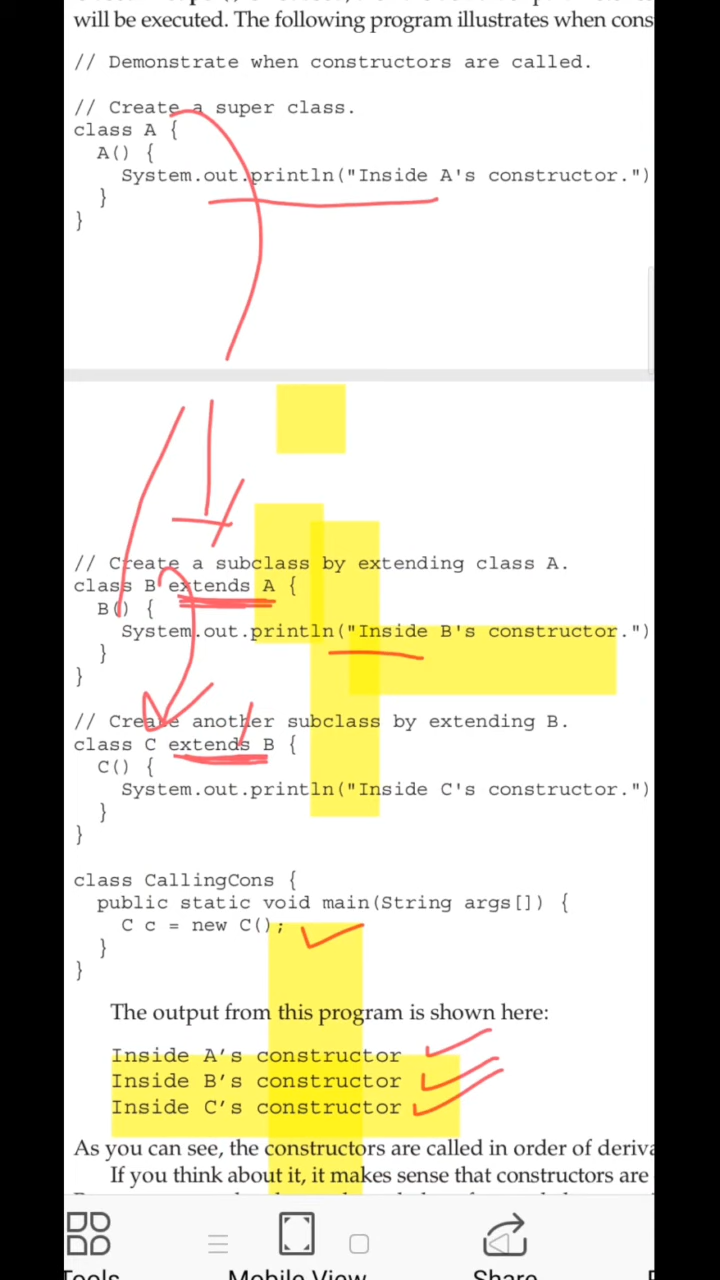 will be executed. The following program illustrates when cons
// Demonstrate when constructors are called.
// Create a super class.
class A {
A() {
System.out.println("Inside A's constructor.")
}
}
// Create a subclass by extending class A.
class B extends A {
B() {
System.out.println("Inside B's constructor.")
}
}
// Create another subclass by extending B.
class C extends B {
C() {
System.out.println("Inside C's constructor.")
}
}
class CallingCons {
public static void main(String args[]) {
C c = new C();
}
}
The output from this program is shown here:
Inside A's constructor
Inside B's constructor
Inside C's constructor
As you can see, the constructors are called in order of deriva
If you think about it, it makes sense that constructors are
Tools Mobile View Share